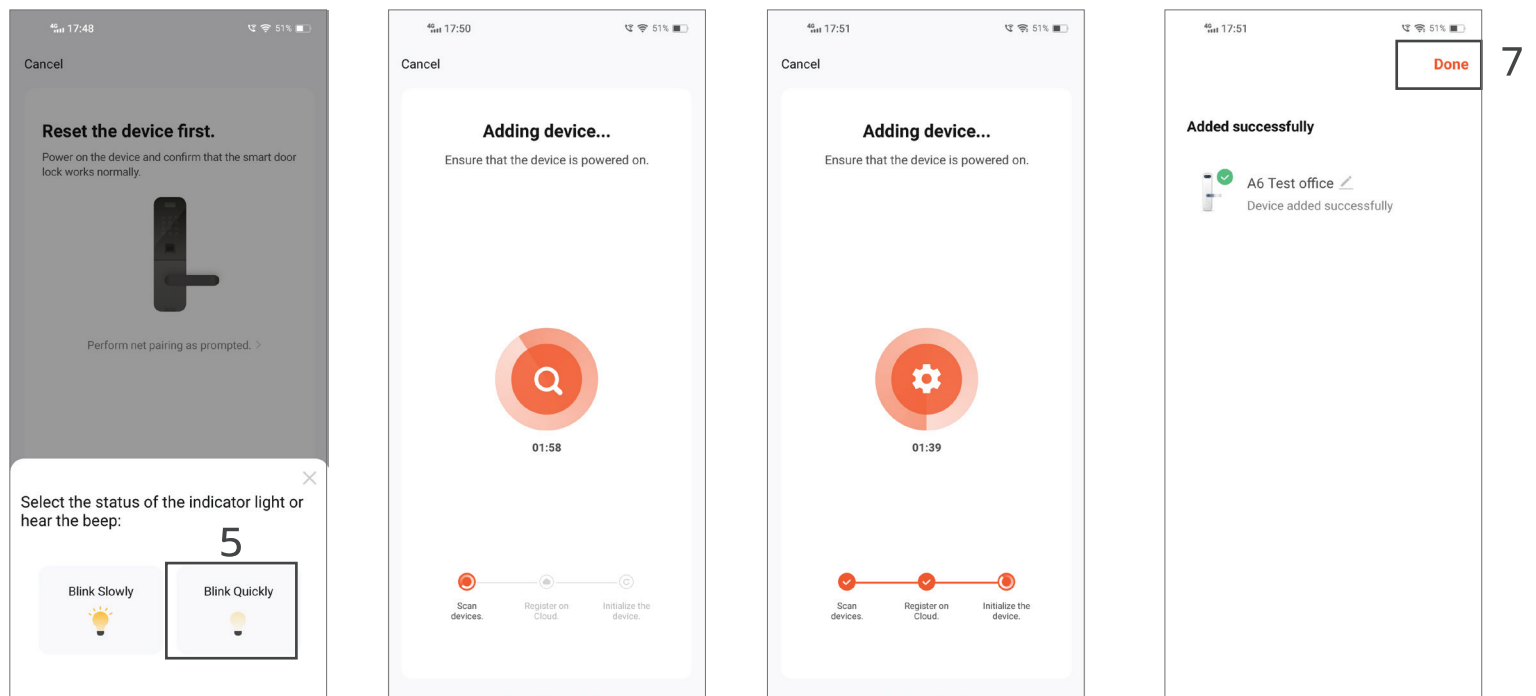 4G 17:48
51%
Cancel
Reset the device first.
Power on the device and confirm that the smart door
lock works normally.
Perform net pairing as prompted. >
Select the status of the indicator light or
hear the beep:
5
Blink Slowly
Blink Quickly
4G 17:50
51%
Cancel
Adding device...
Ensure that the device is powered on.
01:58
Scan
devices.
Register on
Cloud.
Initialize the
device.
4G 17:51
51%
Cancel
Adding device...
Ensure that the device is powered on.
01:39
Scan
devices.
Register on
Cloud.
Initialize the
device.
4G 17:51
51%
Done
7
Added successfully
A6 Test office
Device added successfully